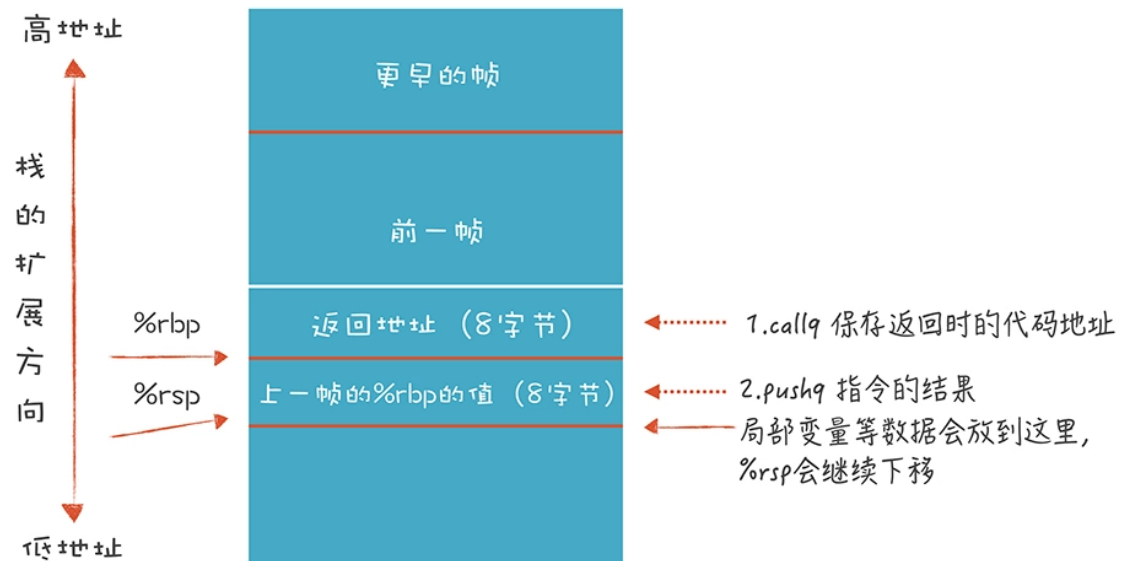 高地址
更早的帧
栈的扩展方向
前一帧
%rbp
返回地址（8字节）
1.callq 保存返回时的代码地址
%rsp
上一帧的%rbp的值（8字节）
2.pushq 指令的结果
局部变量等数据会放到这里，
%rsp会继续下移
低地址